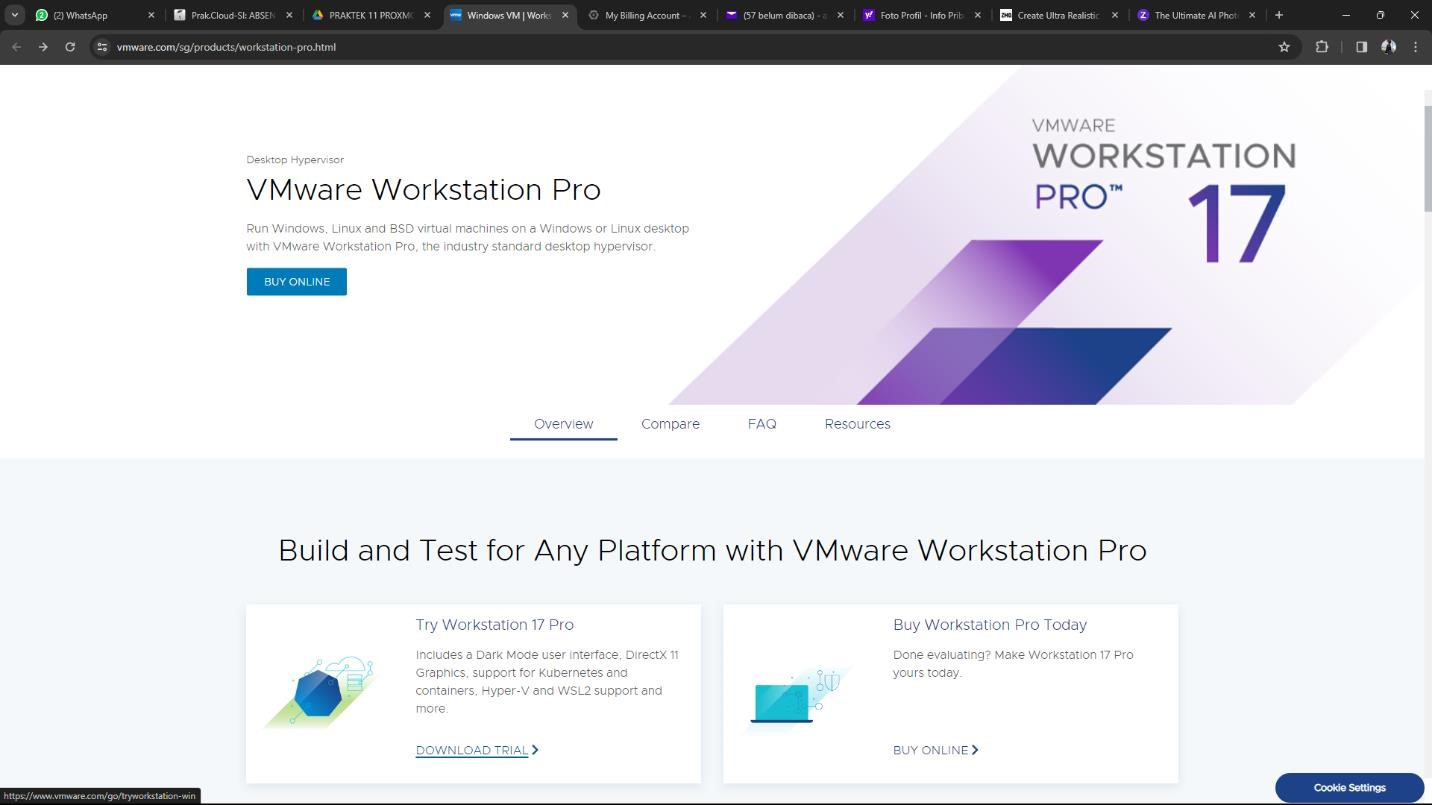 (2) WhatsApp
Prak.Cloud-SI: ABSEN
PRAKTEK 11 PROXMO
Windows VM | Works
My Billing Account –
(57 belum dibaca) - a
Foto Profil - Info Prib
ZMO
Create Ultra Realistic
The Ultimate AI Phot
vmware.com/sg/products/workstation-pro.html
VMWARE
WORKSTATION
PRO™
17
Desktop Hypervisor
VMware Workstation Pro
Run Windows, Linux and BSD virtual machines on a Windows or Linux desktop
with VMware Workstation Pro, the industry standard desktop hypervisor.
BUY ONLINE
Overview
Compare
FAQ
Resources
Build and Test for Any Platform with VMware Workstation Pro
Try Workstation 17 Pro
Includes a Dark Mode user interface, DirectX 11
Graphics, support for Kubernetes and
containers, Hyper-V and WSL2 support and
more.
DOWNLOAD TRIAL
Buy Workstation Pro Today
Done evaluating? Make Workstation 17 Pro
yours today.
BUY ONLINE
Cookie Settings
https://www.vmware.com/go/tryworkstation-win